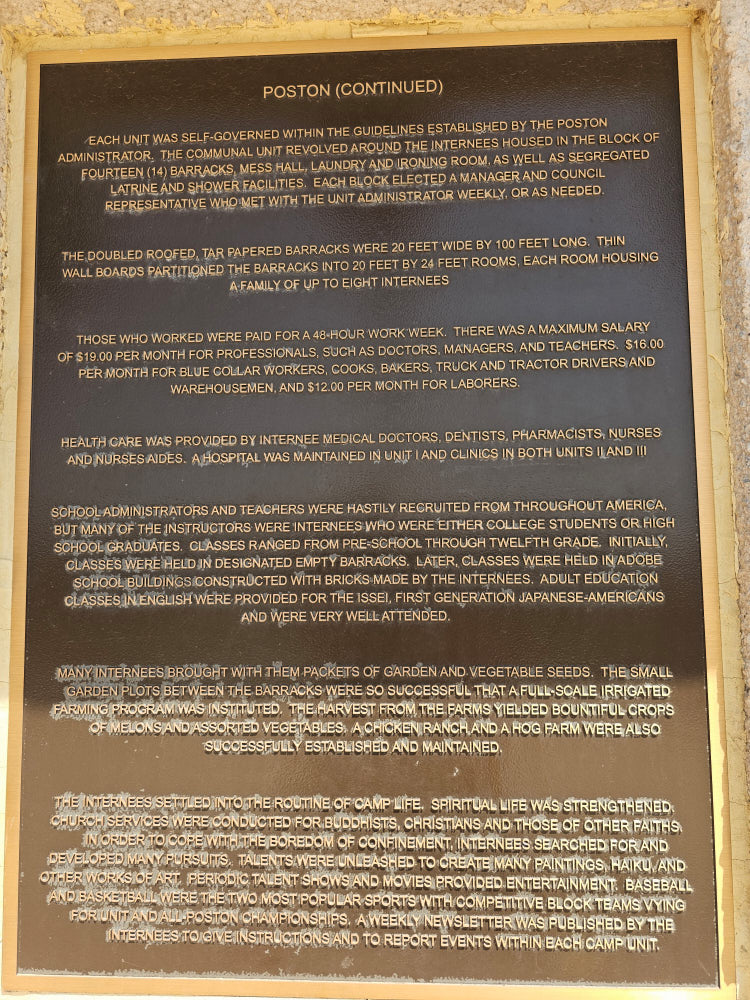 POSTON (CONTINUED)
EACH UNIT WAS SELF-GOVERNED WITHIN THE GUIDELINES ESTABLISHED BY THE POSTON
ADMINISTRATOR. THE COMMUNAL UNIT REVOLVED AROUND THE INTERNEES HOUSED IN THE BLOCK OF
FOURTEEN (14) BARRACKS, MESS HALL, LAUNDRY AND IRONING ROOM, AS WELL AS SEGREGATED
LATRINE AND SHOWER FACILITIES. EACH BLOCK ELECTED A MANAGER AND COUNCIL
REPRESENTATIVE WHO MET WITH THE UNIT ADMINISTRATOR WEEKLY, OR AS NEEDED.
THE DOUBLED ROOFED, TAR PAPERED BARRACKS WERE 20 FEET WIDE BY 100 FEET LONG. THIN
WALL BOARDS PARTITIONED THE BARRACKS INTO 20 FEET BY 24 FEET ROOMS, EACH ROOM HOUSING
A FAMILY OF UP TO EIGHT INTERNEES
THOSE WHO WORKED WERE PAID FOR A 48-HOUR WORK WEEK. THERE WAS A MAXIMUM SALARY
OF $19.00 PER MONTH FOR PROFESSIONALS, SUCH AS DOCTORS, MANAGERS, AND TEACHERS. $16.00
PER MONTH FOR BLUE COLLAR WORKERS, COOKS, BAKERS, TRUCK AND TRACTOR DRIVERS AND
WAREHOUSEMEN, AND $12.00 PER MONTH FOR LABORERS.
HEALTH CARE WAS PROVIDED BY INTERNEE MEDICAL DOCTORS, DENTISTS, PHARMACISTS, NURSES
AND NURSES AIDES. A HOSPITAL WAS MAINTAINED IN UNIT I AND CLINICS IN BOTH UNITS II AND III
SCHOOL ADMINISTRATORS AND TEACHERS WERE HASTILY RECRUITED FROM THROUGHOUT AMERICA,
BUT MANY OF THE INSTRUCTORS WERE INTERNEES WHO WERE EITHER COLLEGE STUDENTS OR HIGH
SCHOOL GRADUATES. CLASSES RANGED FROM PRE-SCHOOL THROUGH TWELFTH GRADE. INITIALLY,
CLASSES WERE HELD IN DESIGNATED EMPTY BARRACKS. LATER, CLASSES WERE HELD IN ADOBE
SCHOOL BUILDINGS CONSTRUCTED WITH BRICKS MADE BY THE INTERNEES. ADULT EDUCATION
CLASSES IN ENGLISH WERE PROVIDED FOR THE ISSEI, FIRST GENERATION JAPANESE-AMERICANS
AND WERE VERY WELL ATTENDED.
MANY INTERNEES BROUGHT WITH THEM PACKETS OF GARDEN AND VEGETABLE SEEDS. THE SMALL
GARDEN PLOTS BETWEEN THE BARRACKS WERE SO SUCCESSFUL THAT A FULL-SCALE IRRIGATED
FARMING PROGRAM WAS INSTITUTED. THE HARVEST FROM THE FARMS YIELDED BOUNTIFUL CROPS
OF MELONS AND ASSORTED VEGETABLES. A CHICKEN RANCH AND A HOG FARM WERE ALSO
SUCCESSFULLY ESTABLISHED AND MAINTAINED.
THE INTERNEES SETTLED INTO THE ROUTINE OF CAMP LIFE. SPIRITUAL LIFE WAS STRENGTHENED.
CHURCH SERVICES WERE CONDUCTED FOR BUDDHISTS, CHRISTIANS AND THOSE OF OTHER FAITHS.
IN ORDER TO COPE WITH THE BOREDOM OF CONFINEMENT, INTERNEES SEARCHED FOR AND
DEVELOPED MANY PURSUITS. TALENTS WERE UNLEASHED TO CREATE MANY PAINTINGS, HAIKU, AND
OTHER WORKS OF ART. PERIODIC TALENT SHOWS AND MOVIES PROVIDED ENTERTAINMENT. BASEBALL
AND BASKETBALL WERE THE TWO MOST POPULAR SPORTS WITH COMPETITIVE BLOCK TEAMS VYING
FOR UNIT AND ALL-POSTON CHAMPIONSHIPS. A WEEKLY NEWSLETTER WAS PUBLISHED BY THE
INTERNEES TO GIVE INSTRUCTIONS AND TO REPORT EVENTS WITHIN EACH CAMP UNIT.